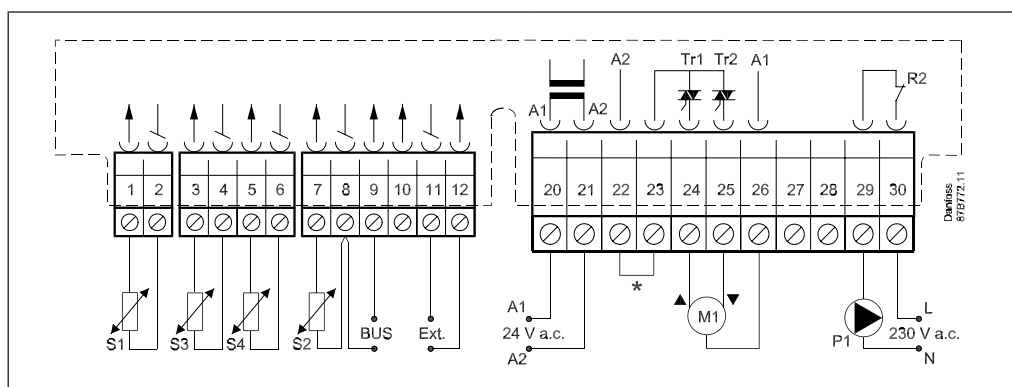 A2 Tr1 Tr2 A1
R2
A1 A2
1 2 3 4 5 6 7 8 9 10 11 12
20 21 22 23 24 25 26 27 28 29 30
Danfoss
87B772.11
*
A1
24 V a.c.
A2
M1
P1
L
230 V a.c.
N
S1 S3 S4 S2 BUS Ext.